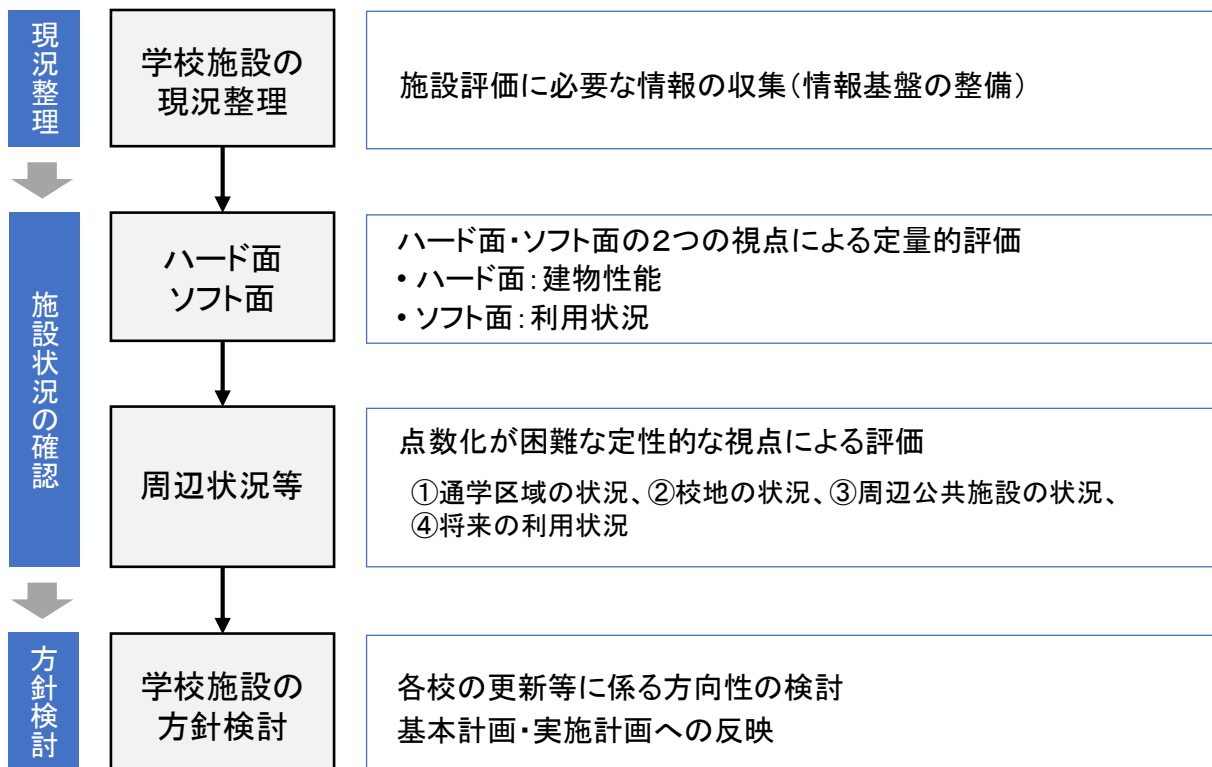 現況整理
学校施設の
現況整理
施設評価に必要な情報の収集（情報基盤の整備）
施設状況の確認
ハード面
ソフト面
ハード面・ソフト面の２つの視点による定量的評価
• ハード面：建物性能
• ソフト面：利用状況
周辺状況等
点数化が困難な定性的な視点による評価
①通学区域の状況、②校地の状況、③周辺公共施設の状況、
④将来の利用状況
方針検討
学校施設の
方針検討
各校の更新等に係る方向性の検討
基本計画・実施計画への反映